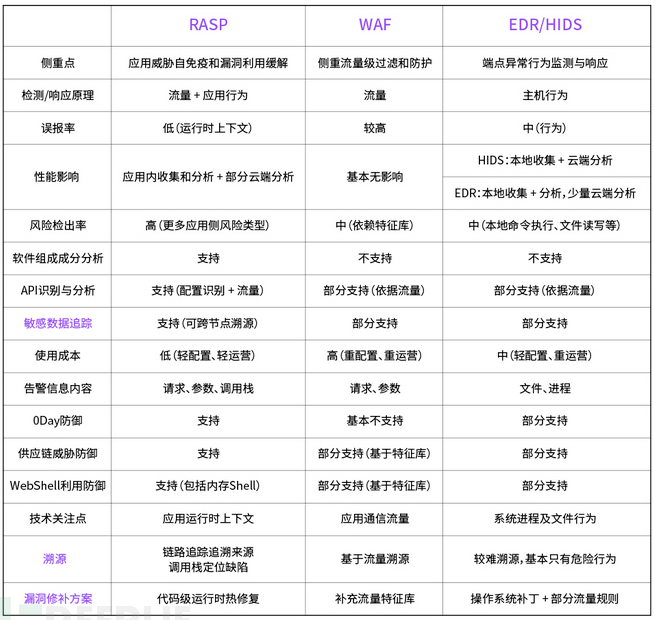 RASP WAF EDR/HIDS
侧重点 应用威胁自免疫和漏洞利用缓解 侧重流量级过滤和防护 端点异常行为监测与响应
检测/响应原理 流量 + 应用行为 流量 主机行为
误报率 低(运行时上下文) 较高 中(行为)
性能影响 应用内收集和分析 + 部分云端分析 基本无影响 HIDS:本地收集 + 云端分析
EDR:本地收集 + 分析,少量云端分析
风险检出率 高(更多应用侧风险类型) 中(依赖特征库) 中(本地命令执行、文件读写等)
软件组成成分分析 支持 不支持 不支持
API识别与分析 支持(配置识别 + 流量) 部分支持(依据流量) 部分支持(依据流量)
敏感数据追踪 支持(可跨节点溯源) 部分支持 部分支持
使用成本 低(轻配置、轻运营) 高(重配置、重运营) 中(轻配置、重运营)
告警信息内容 请求、参数、调用栈 请求、参数 文件、进程
0Day防御 支持 基本不支持 部分支持
供应链威胁防御 支持 部分支持(基于特征库) 部分支持
WebShell利用防御 支持(包括内存Shell) 部分支持(基于特征库) 部分支持
技术关注点 应用运行时上下文 应用通信流量 系统进程及文件行为
溯源 链路追踪追溯来源 基于流量溯源 较难溯源,基本只有危险行为
调用栈定位缺陷
漏洞修补方案 代码级运行时热修复 补充流量特征库 操作系统补丁 + 部分流量规则